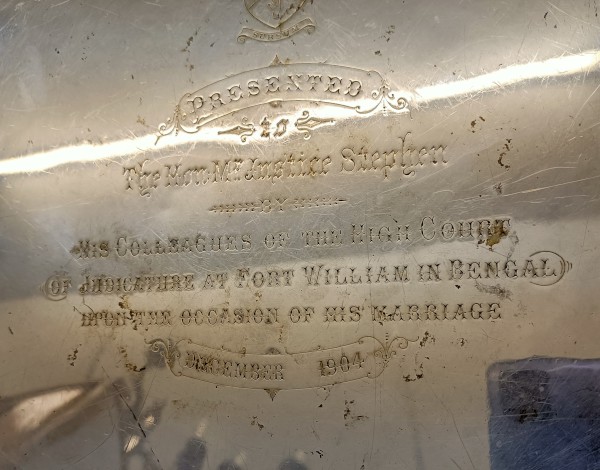 PRESENTED
to
The Hon. Mr. Justice Stephen
BY
HIS COLLEAGUES OF THE HIGH COURT
OF JUDICATURE AT FORT WILLIAM IN BENGAL
UPON THE OCCASION OF HIS MARRIAGE
DECEMBER 1904